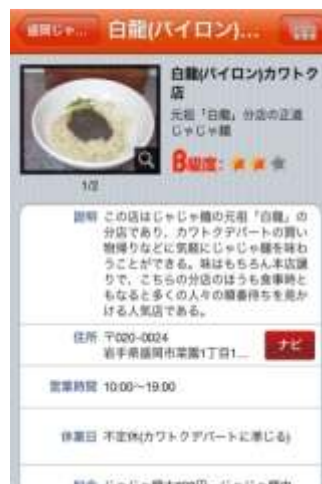 盛岡じゃ...
白龍(パイロン)...
白龍(パイロン)カワトク
店
元祖「白龍」分店の正道
じゃじゃ麺
B級度:
1/2
説明 この店はじゃじゃ麺の元祖「白龍」の
分店であり、カワトクデパートの買い
物帰りなどに気軽にじゃじゃ麺を味わ
うことができる。味はもちろん本店譲
りで、こちらの分店のほうも食事時と
もなると多くの人々の順番待ちを見か
ける人気店である。
住所 〒020-0024
岩手県盛岡市菜園1丁目1...
ナビ
営業時間 10:00〜19:00
休業日 不定休(カワトクデパートに準じる)